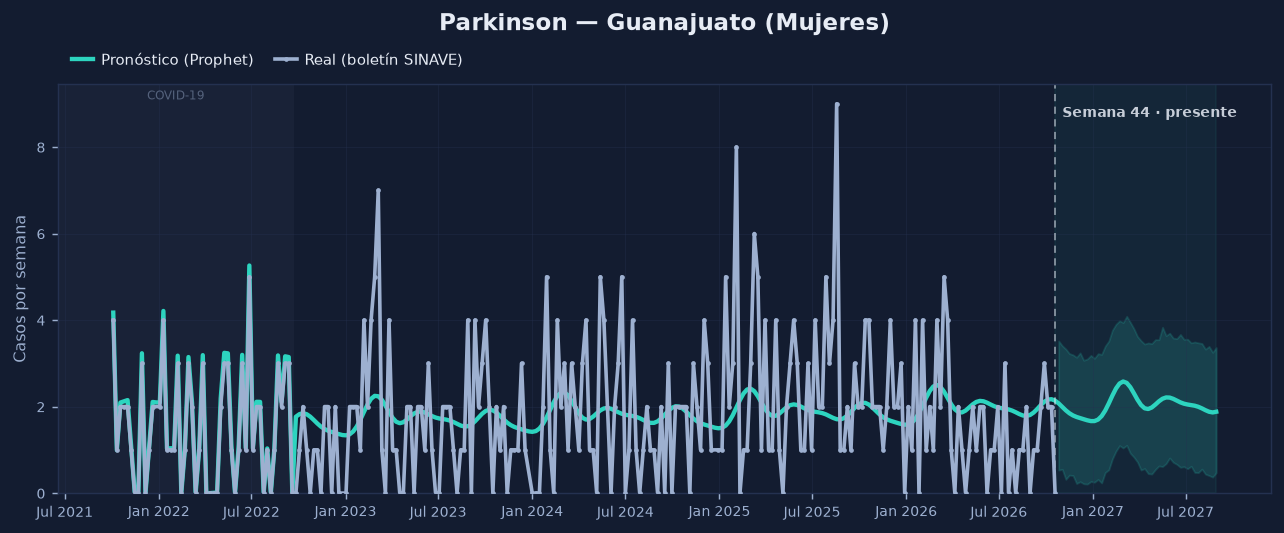 Parkinson — Guanajuato (Mujeres)
Pronóstico (Prophet)
Real (boletín SINAVE)
COVID-19
Semana 44 · presente
Casos por semana
8
6
4
2
0
Jul 2021
Jan 2022
Jul 2022
Jan 2023
Jul 2023
Jan 2024
Jul 2024
Jan 2025
Jul 2025
Jan 2026
Jul 2026
Jan 2027
Jul 2027